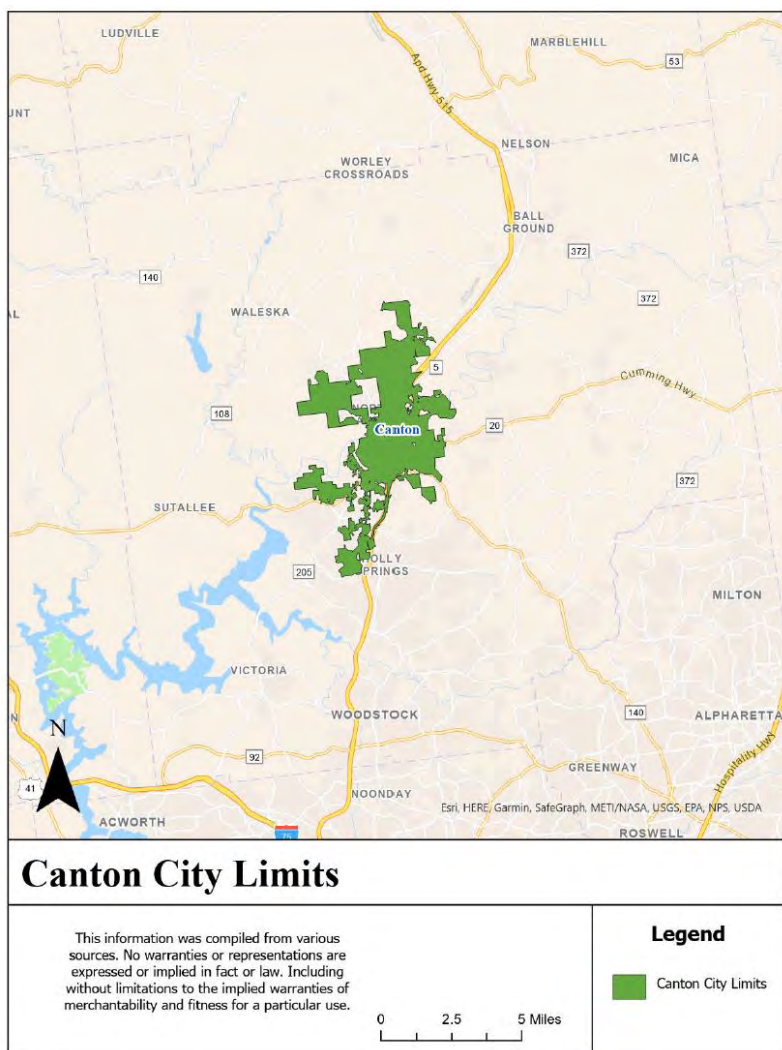 LUDVILLE
MARBLEHILL
53
Apd Hwy 515
UNT
NELSON
WORLEY
CROSSROADS
MICA
BALL
GROUND
372
140
372
WALESKA
AL
5
Cumming Hwy
108
NOR
Canton
20
372
SUTALLEE
HOLLY
SPRINGS
205
MILTON
VICTORIA
N
WOODSTOCK
140
ALPHARETTA
N
92
GREENWAY
Hospitality Hwy
41
NOONDAY
Esri, HERE, Garmin, SafeGraph, METI/NASA, USGS, EPA, NPS, USDA
ACWORTH
75
ROSWELL
Canton City Limits
This information was compiled from various
sources. No warranties or representations are
expressed or implied in fact or law. Including
without limitations to the implied warranties of
merchantability and fitness for a particular use.
0 2.5 5 Miles
Legend
Canton City Limits